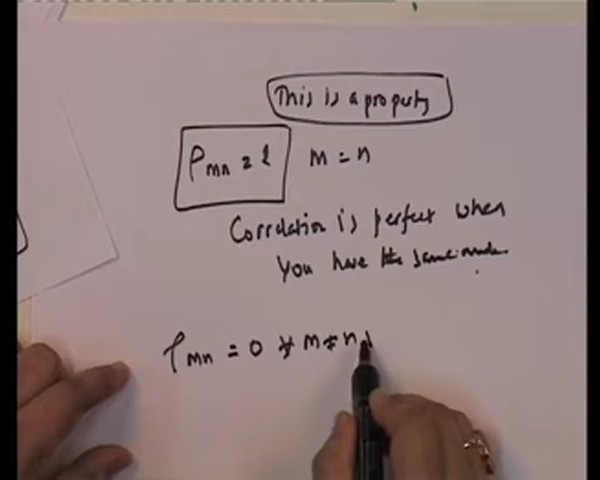 This is a property
ρmn = 1 m = n
Correlation is perfect when
you have the same mode
ρmn = 0 ∀ m ≠ n